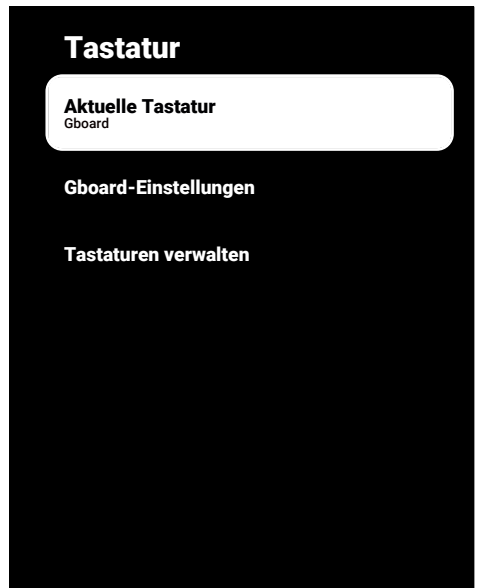 Tastatur
Aktuelle Tastatur
Gboard
Gboard-Einstellungen
Tastaturen verwalten